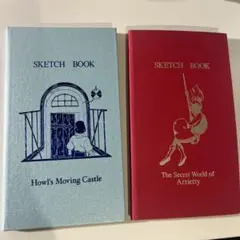 SKETCH BOOK
Howl's Moving Castle
SKETCH BOOK
The Secret World of
Arrietty